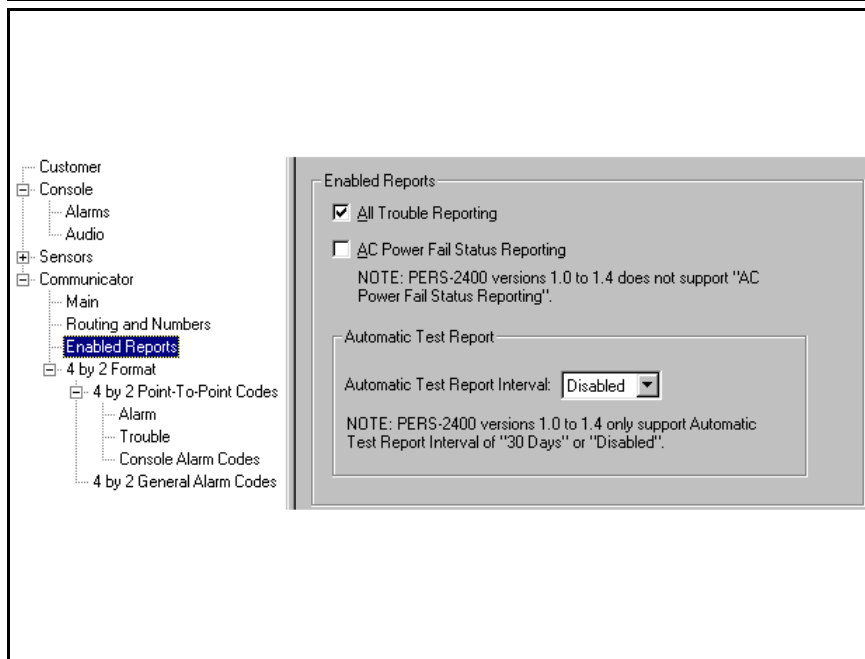 Customer
Console
Alarms
Audio
Sensors
Communicator
Main
Routing and Numbers
Enabled Reports
4 by 2 Format
4 by 2 Point-To-Point Codes
Alarm
Trouble
Console Alarm Codes
4 by 2 General Alarm Codes
Enabled Reports
All Trouble Reporting
AC Power Fail Status Reporting
NOTE: PERS-2400 versions 1.0 to 1.4 does not support "AC
Power Fail Status Reporting".
Automatic Test Report
Automatic Test Report Interval: Disabled
NOTE: PERS-2400 versions 1.0 to 1.4 only support Automatic
Test Report Interval of "30 Days" or "Disabled".